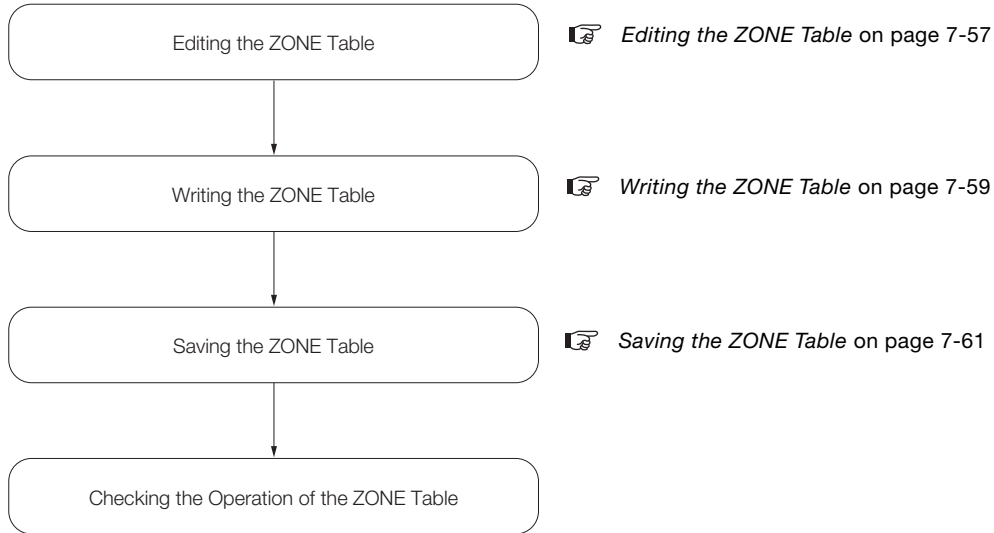 Editing the ZONE Table
Editing the ZONE Table on page 7-57
Writing the ZONE Table
Writing the ZONE Table on page 7-59
Saving the ZONE Table
Saving the ZONE Table on page 7-61
Checking the Operation of the ZONE Table